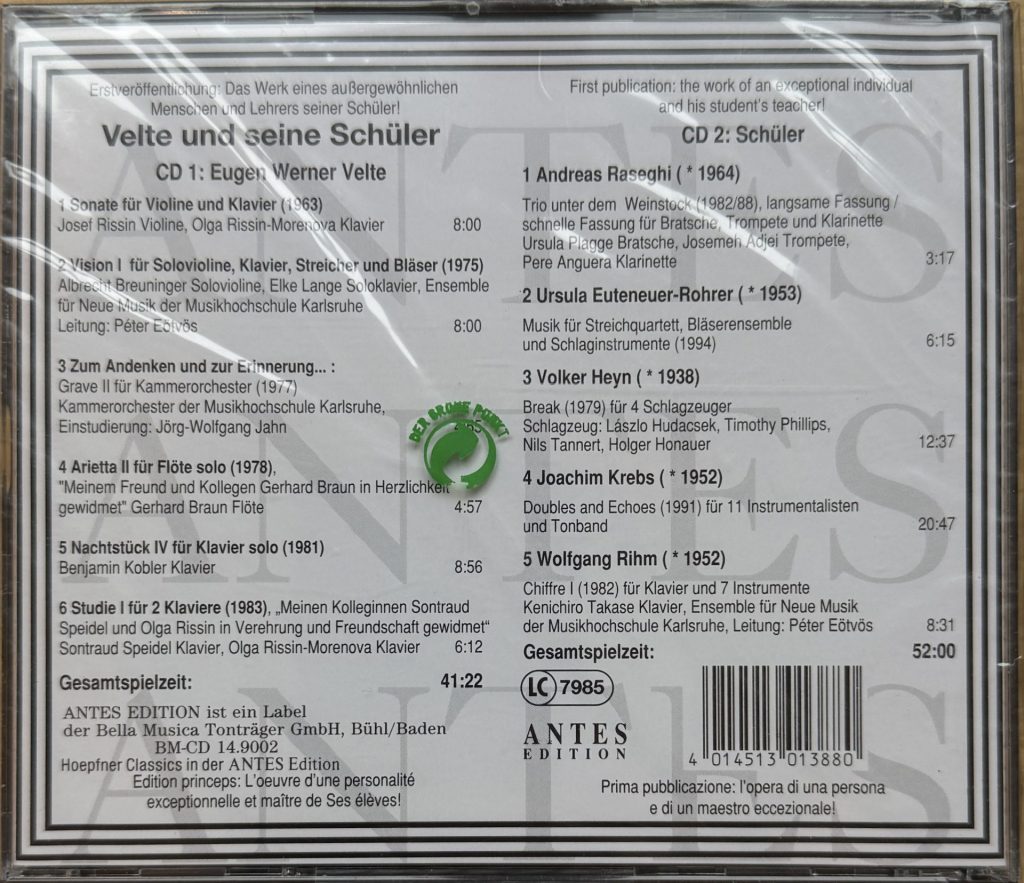 Erstveröffentlichung: Das Werk eines außergewöhnlichen
Menschen und Lehrers seiner Schüler!
Velte und seine Schüler
CD 1: Eugen Werner Velte
1 Sonate für Violine und Klavier (1963)
Josef Rissin Violine, Olga Rissin-Morenova Klavier 8:00
2 Vision I für Solovioline, Klavier, Streicher und Bläser (1975)
Albrecht Breuninger Solovioline, Elke Lange Soloklavier, Ensemble
für Neue Musik der Musikhochschule Karlsruhe
Leitung: Péter Eötvös 8:00
3 Zum Andenken und zur Erinnerung... :
Grave II für Kammerorchester (1977)
Kammerorchester der Musikhochschule Karlsruhe,
Einstudierung: Jörg-Wolfgang Jahn
4 Arietta II für Flöte solo (1978),
"Meinem Freund und Kollegen Gerhard Braun in Herzlichkeit
gewidmet" Gerhard Braun Flöte 4:57
5 Nachtstück IV für Klavier solo (1981)
Benjamin Kobler Klavier 8:56
6 Studie I für 2 Klaviere (1983), „Meinen Kolleginnen Sontraud
Speidel und Olga Rissin in Verehrung und Freundschaft gewidmet“
Sontraud Speidel Klavier, Olga Rissin-Morenova Klavier 6:12
Gesamtspielzeit: 41:22
ANTES EDITION ist ein Label
der Bella Musica Tonträger GmbH, Bühl/Baden
BM-CD 14.9002
Hoepfner Classics in der ANTES Edition
Edition princeps: L'oeuvre d'une personalité
exceptionnelle et maître de Ses élèves!
First publication: the work of an exceptional individual
and his student's teacher!
CD 2: Schüler
1 Andreas Raseghi ( * 1964)
Trio unter dem Weinstock (1982/88), langsame Fassung /
schnelle Fassung für Bratsche, Trompete und Klarinette
Ursula Plagge Bratsche, Josemeh Adjei Trompete,
Pere Anguera Klarinette 3:17
2 Ursula Euteneuer-Rohrer ( * 1953)
Musik für Streichquartett, Bläserensemble
und Schlaginstrumente (1994) 6:15
3 Volker Heyn ( * 1938)
Break (1979) für 4 Schlagzeuger
Schlagzeug: Lászlo Hudacsek, Timothy Phillips,
Nils Tannert, Holger Honauer 12:37
4 Joachim Krebs ( * 1952)
Doubles and Echoes (1991) für 11 Instrumentalisten
und Tonband 20:47
5 Wolfgang Rihm ( * 1952)
Chiffre I (1982) für Klavier und 7 Instrumente
Kenichiro Takase Klavier, Ensemble für Neue Musik
der Musikhochschule Karlsruhe, Leitung: Péter Eötvös 8:31
Gesamtspielzeit: 52:00
LC 7985
ANTES
EDITION
4 014513 013880
Prima pubblicazione: l'opera di una persona
e di un maestro eccezionale!
DER GRÜNE PUNKT
ANTES
ANTES
ANTES